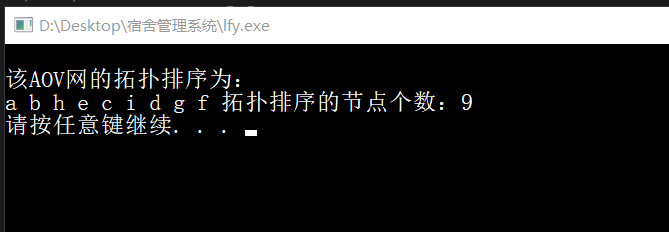 D:\Desktop\宿舍管理系统\lfy.exe
该AOV网的拓扑排序为：
a b h e c i d g f 拓扑排序的节点个数：9
请按任意键继续. . .